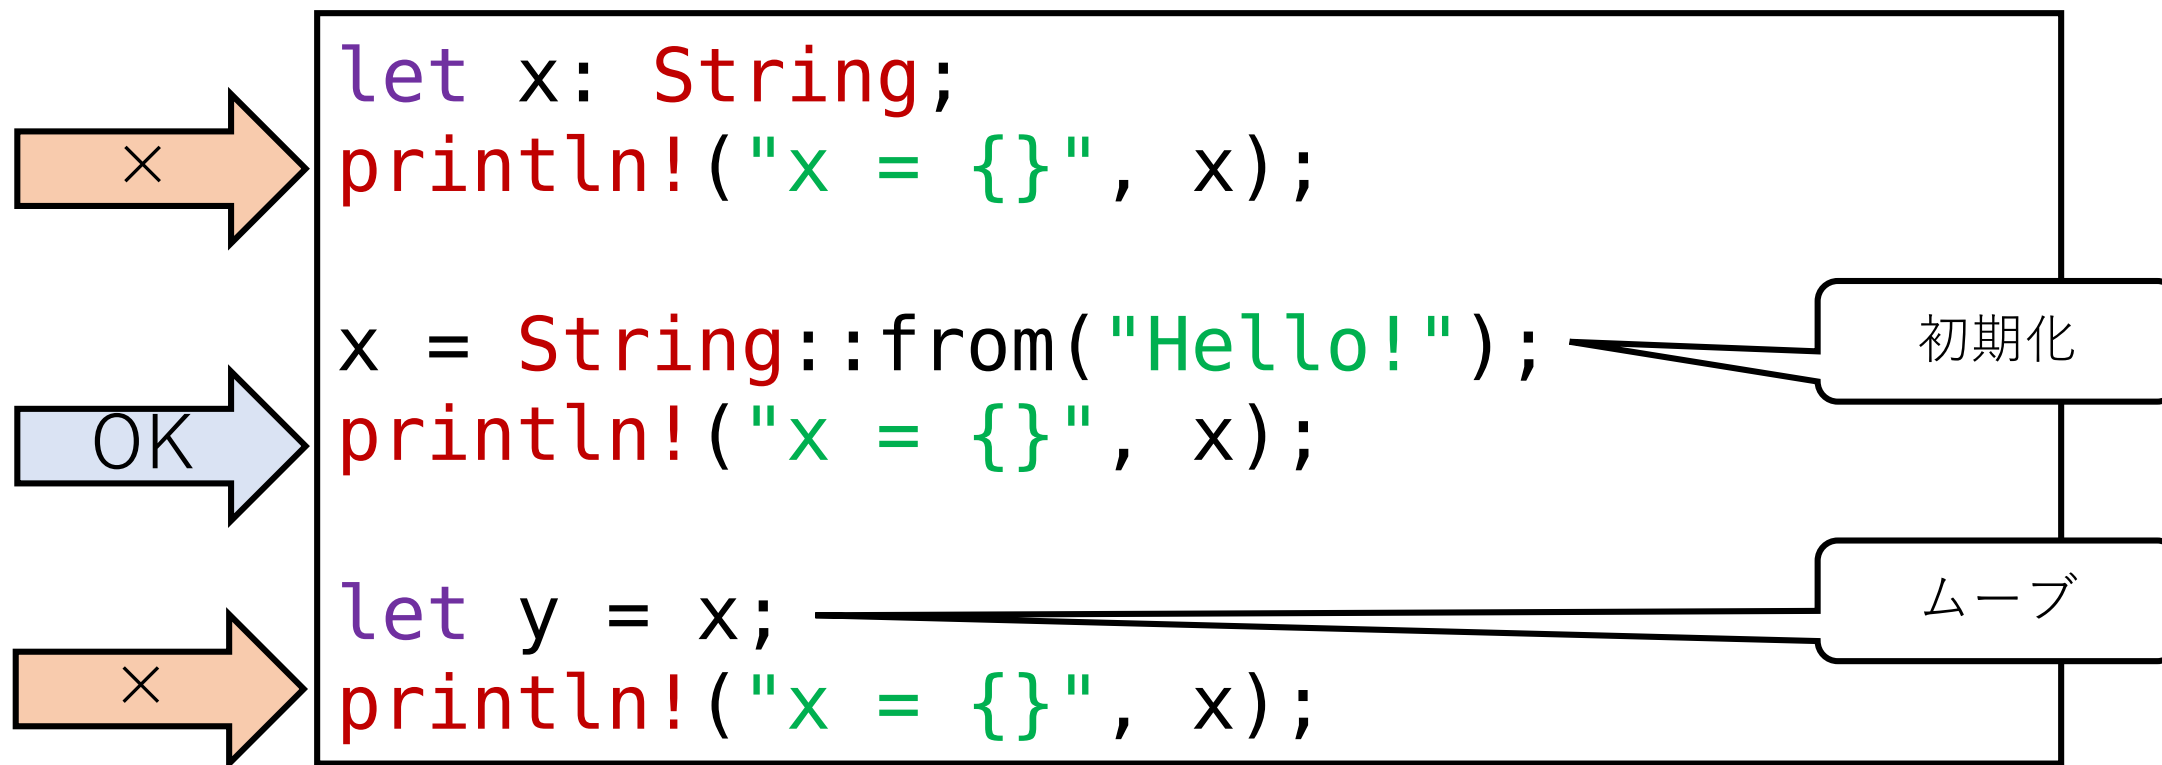 let x: String;
× println!("x = {}", x);
x = String::from("Hello!"); 初期化
OK println!("x = {}", x);
let y = x; ムーブ
× println!("x = {}", x);